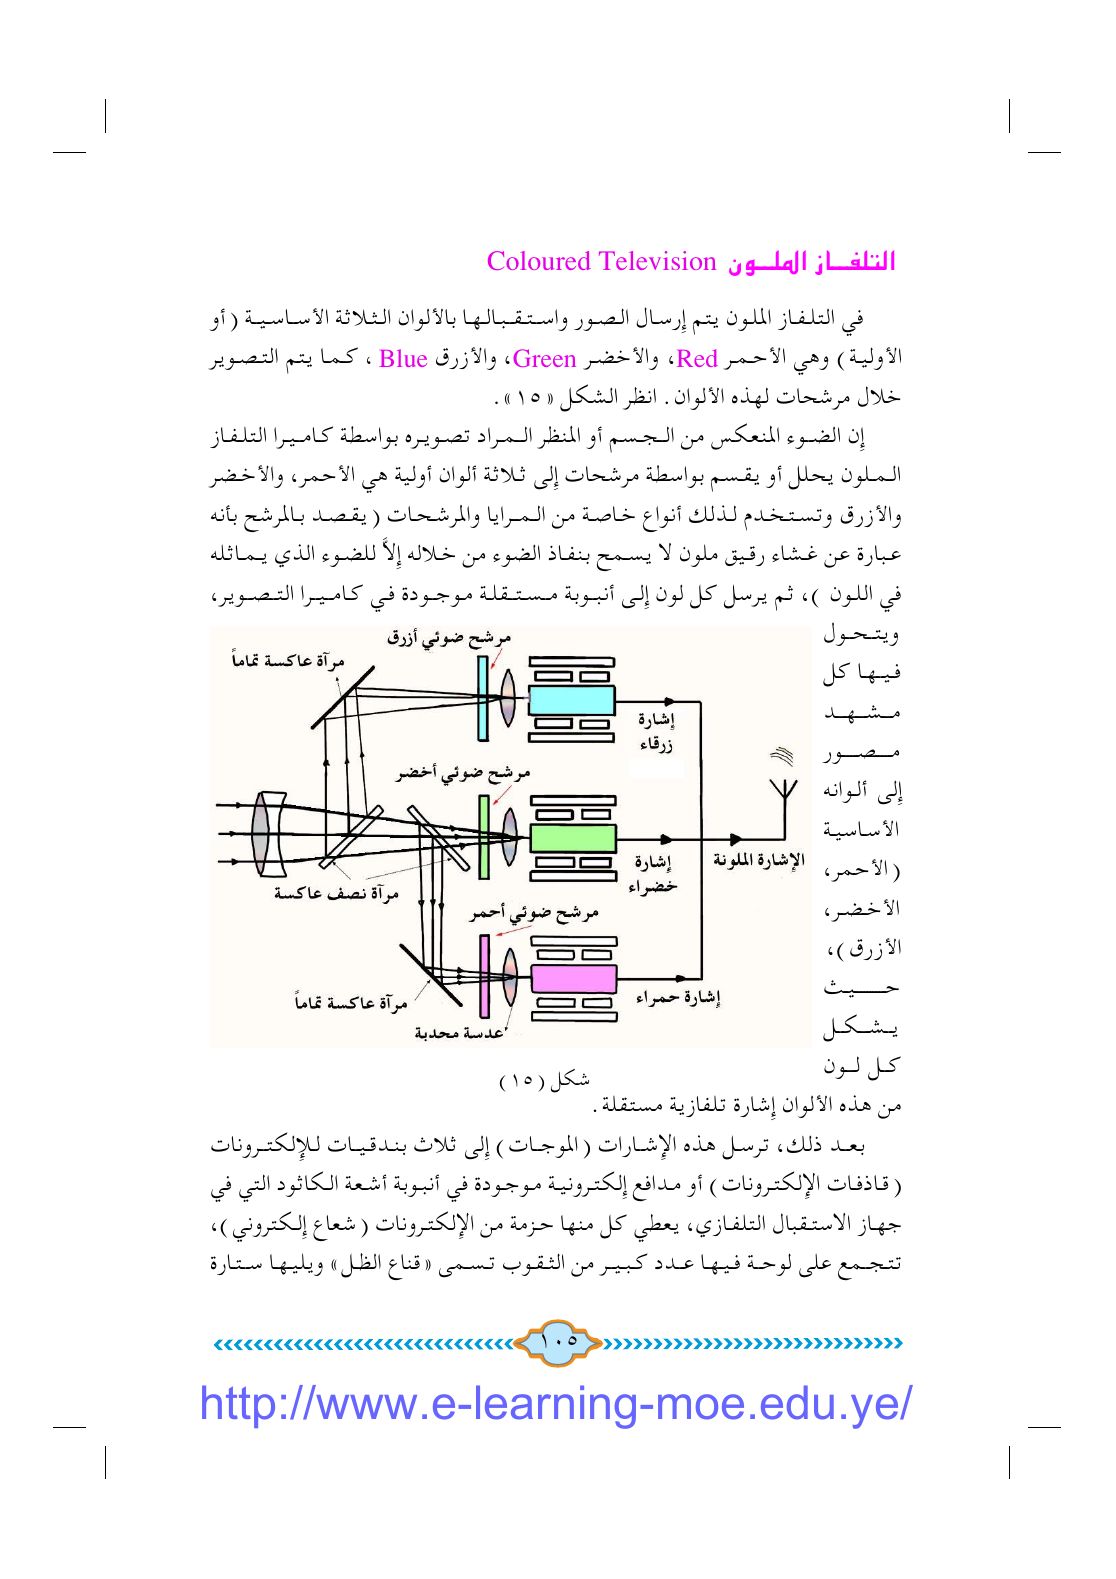 التلفـــاز الملـــون Coloured Television
في التلفاز الملون يتم إرسال الصور واستقبالها بالألوان الثلاثة الأساسية ( أو
الأولية ) وهي الأحمر Red، والأخضر Green، والأزرق Blue ، كما يتم التصوير
خلال مرشحات لهذه الألوان . انظر الشكل « ١٥ » .
إن الضوء المنعكس من الجسم أو المنظر المراد تصويره بواسطة كاميرا التلفاز
الملون يحلل أو يقسم بواسطة مرشحات إلى ثلاثة ألوان أولية هي الأحمر، والأخضر
والأزرق وتستخدم لذلك أنواع خاصة من المرايا والمرشحات ( يقصد بالمرشح بأنه
عبارة عن غشاء رقيق ملون لا يسمح بنفاذ الضوء من خلاله إلاَّ للضوء الذي يماثله
في اللون )، ثم يرسل كل لون إلى أنبوبة مستقلة موجودة في كاميرا التصوير،
ويتحول
فيها كل
مشهد
مصور
إلى ألوانه
الأساسية
( الأحمر،
الأخضر،
الأزرق )،
حيث
يشكل
كل لون
من هذه الألوان إشارة تلفازية مستقلة .
مرشح ضوئي أزرق
مرآة عاكسة تماماً
إشارة
زرقاء
مرشح ضوئي أخضر
إشارة
خضراء
الإشارة الملونة
مرآة نصف عاكسة
مرشح ضوئي أحمر
إشارة حمراء
مرآة عاكسة تماماً
عدسة محدبة
شكل ( ١٥ )
بعد ذلك، ترسل هذه الإشارات ( الموجات ) إلى ثلاث بندقيات للإلكترونات
( قاذفات الإلكترونات ) أو مدافع إلكترونية موجودة في أنبوبة أشعة الكاثود التي في
جهاز الاستقبال التلفازي، يعطي كل منها حزمة من الإلكترونات ( شعاع إلكتروني )،
تتجمع على لوحة فيها عدد كبير من الثقوب تسمى « قناع الظل » ويليها ستارة
١٠٥
http://www.e-learning-moe.edu.ye/